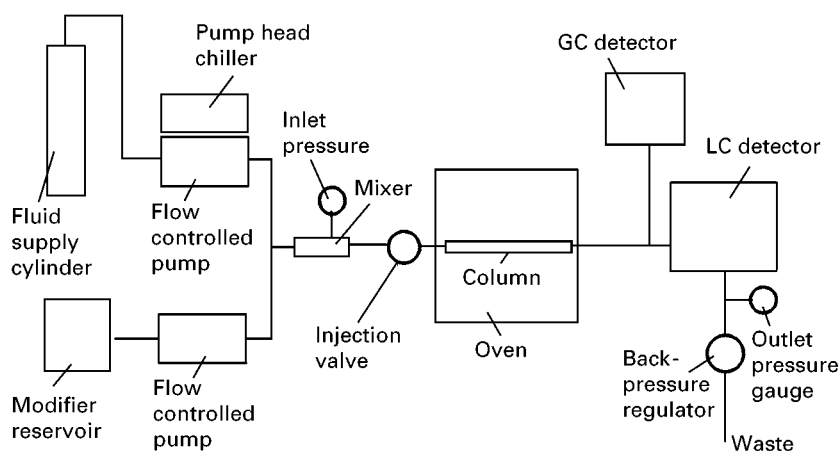 Pump head
chiller
GC detector
Inlet
pressure
LC detector
Mixer
Fluid
supply
cylinder
Flow
controlled
pump
Column
Injection
valve
Oven
Back-
pressure
regulator
Outlet
pressure
gauge
Modifier
reservoir
Flow
controlled
pump
Waste